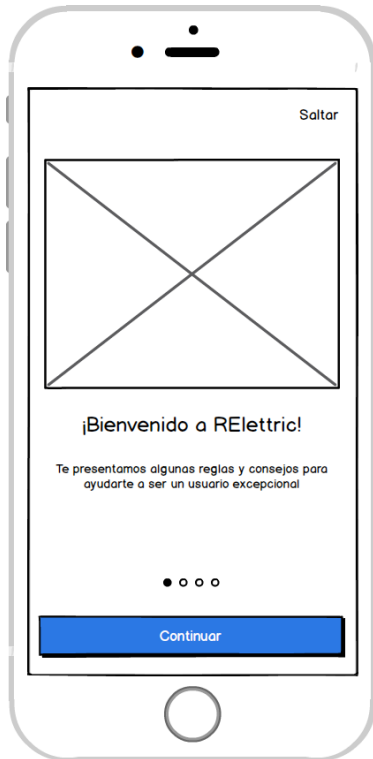 Saltar
¡Bienvenido a RElettric!
Te presentamos algunas reglas y consejos para
ayudarte a ser un usuario excepcional
Continuar